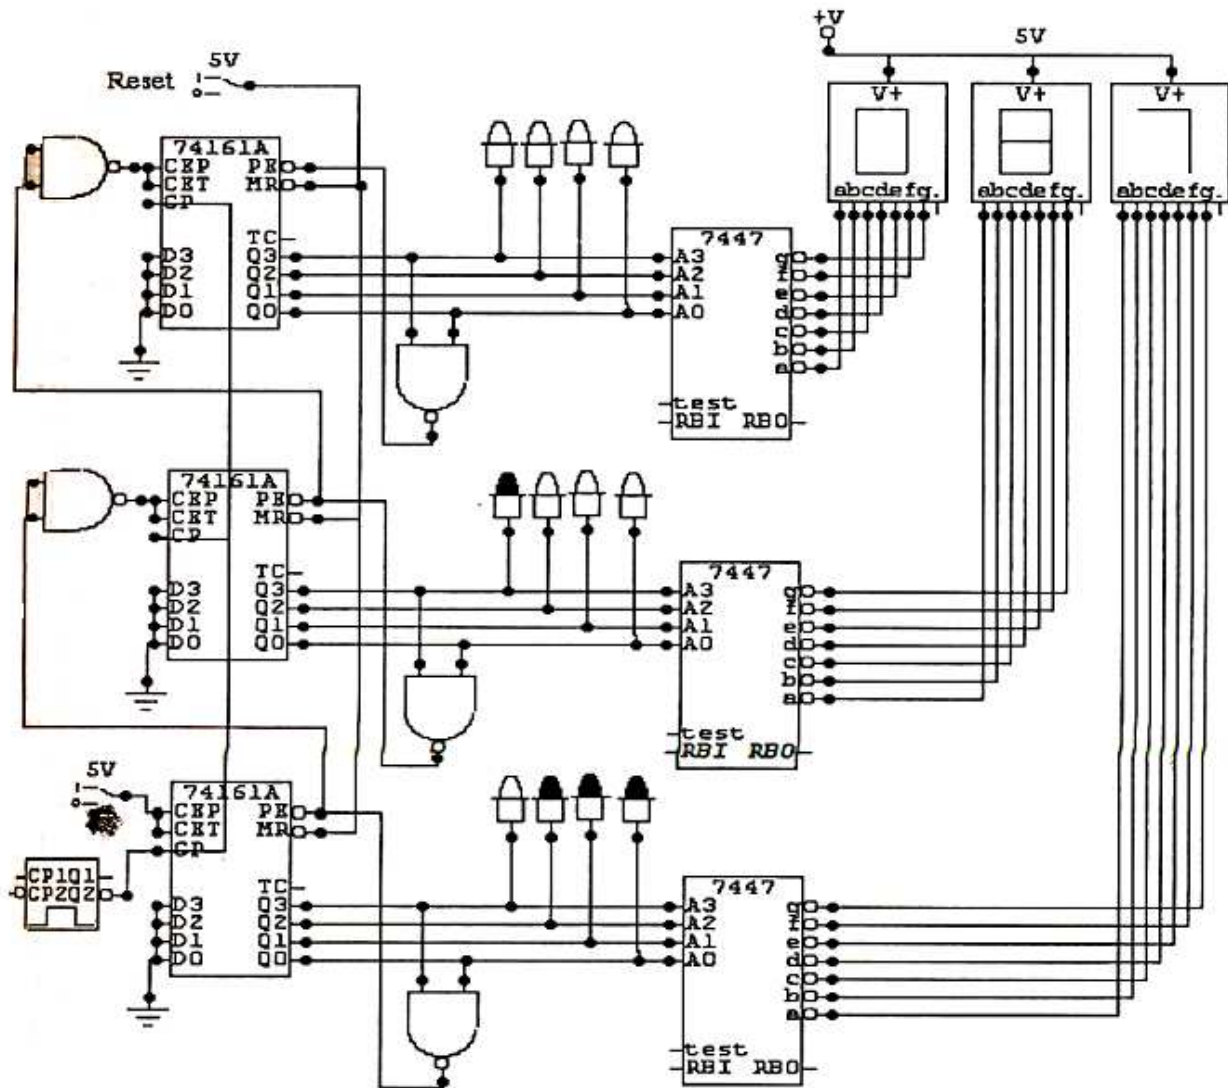 +V
5V
5V
Reset
V+ V+ V+
abcdefg. abcdefg. abcdefg.
74161A
CEP PE
CET MR
CP
TC
D3 Q3
D2 Q2
D1 Q1
D0 Q0
7447
A3 g
A2 f
A1 e
A0 d
c
b
a
test
RBI RBO
74161A
CEP PE
CET MR
CP
TC
D3 Q3
D2 Q2
D1 Q1
D0 Q0
7447
A3 g
A2 f
A1 e
A0 d
c
b
a
test
RBI RBO
5V
74161A
CEP PE
CET MR
CP
CP1Q1
CP2Q2
TC
D3 Q3
D2 Q2
D1 Q1
D0 Q0
7447
A3 g
A2 f
A1 e
A0 d
c
b
a
test
RBI RBO